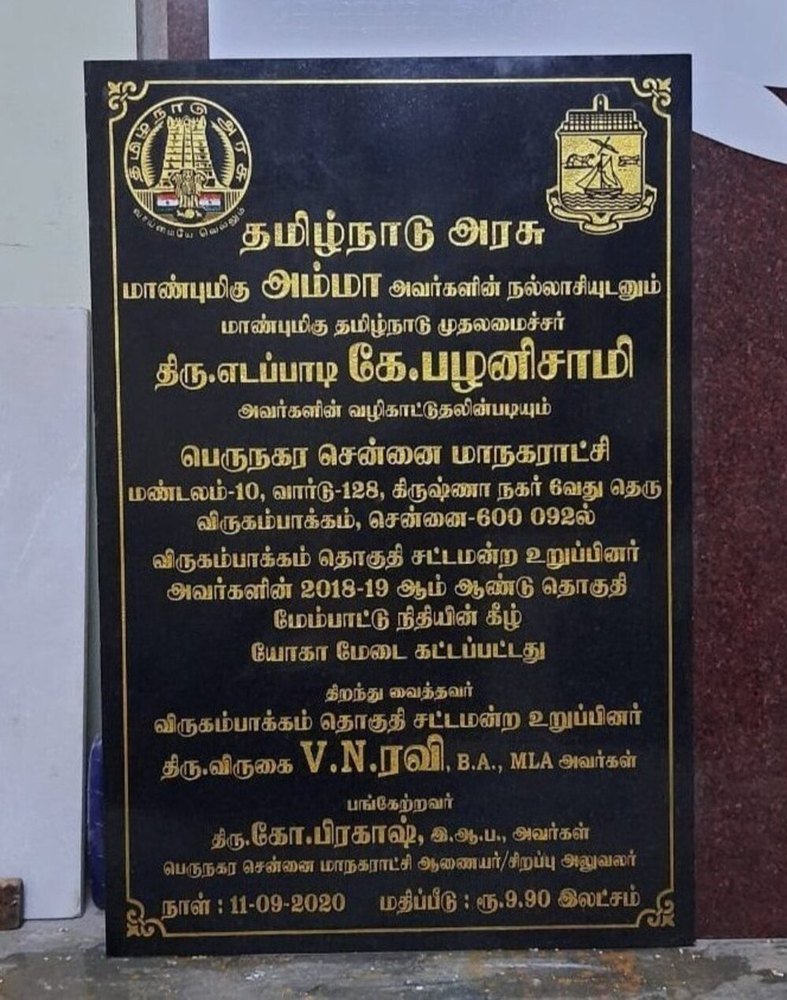 தமிழ்நாடு அரசு
வாய்மையே வெல்லும்
தமிழ்நாடு அரசு
மாண்புமிகு அம்மா அவர்களின் நல்லாசியுடனும்
மாண்புமிகு தமிழ்நாடு முதலமைச்சர்
திரு.எடப்பாடி கே.பழனிசாமி
அவர்களின் வழிகாட்டுதலின்படியும்
பெருநகர சென்னை மாநகராட்சி
மண்டலம்-10, வார்டு-128, கிருஷ்ணா நகர் 6வது தெரு
விருகம்பாக்கம், சென்னை-600 092ல்
விருகம்பாக்கம் தொகுதி சட்டமன்ற உறுப்பினர்
அவர்களின் 2018-19 ஆம் ஆண்டு தொகுதி
மேம்பாட்டு நிதியின் கீழ்
யோகா மேடை கட்டப்பட்டது
திறந்து வைத்தவர்
விருகம்பாக்கம் தொகுதி சட்டமன்ற உறுப்பினர்
திரு.விருகை V.N.ரவி, B.A., MLA அவர்கள்
பங்கேற்றவர்
திரு.கோ.பிரகாஷ், இ.ஆ.ப., அவர்கள்
பெருநகர சென்னை மாநகராட்சி ஆணையர்/சிறப்பு அலுவலர்
நாள் : 11-09-2020 மதிப்பீடு : ரூ.9.90 இலட்சம்